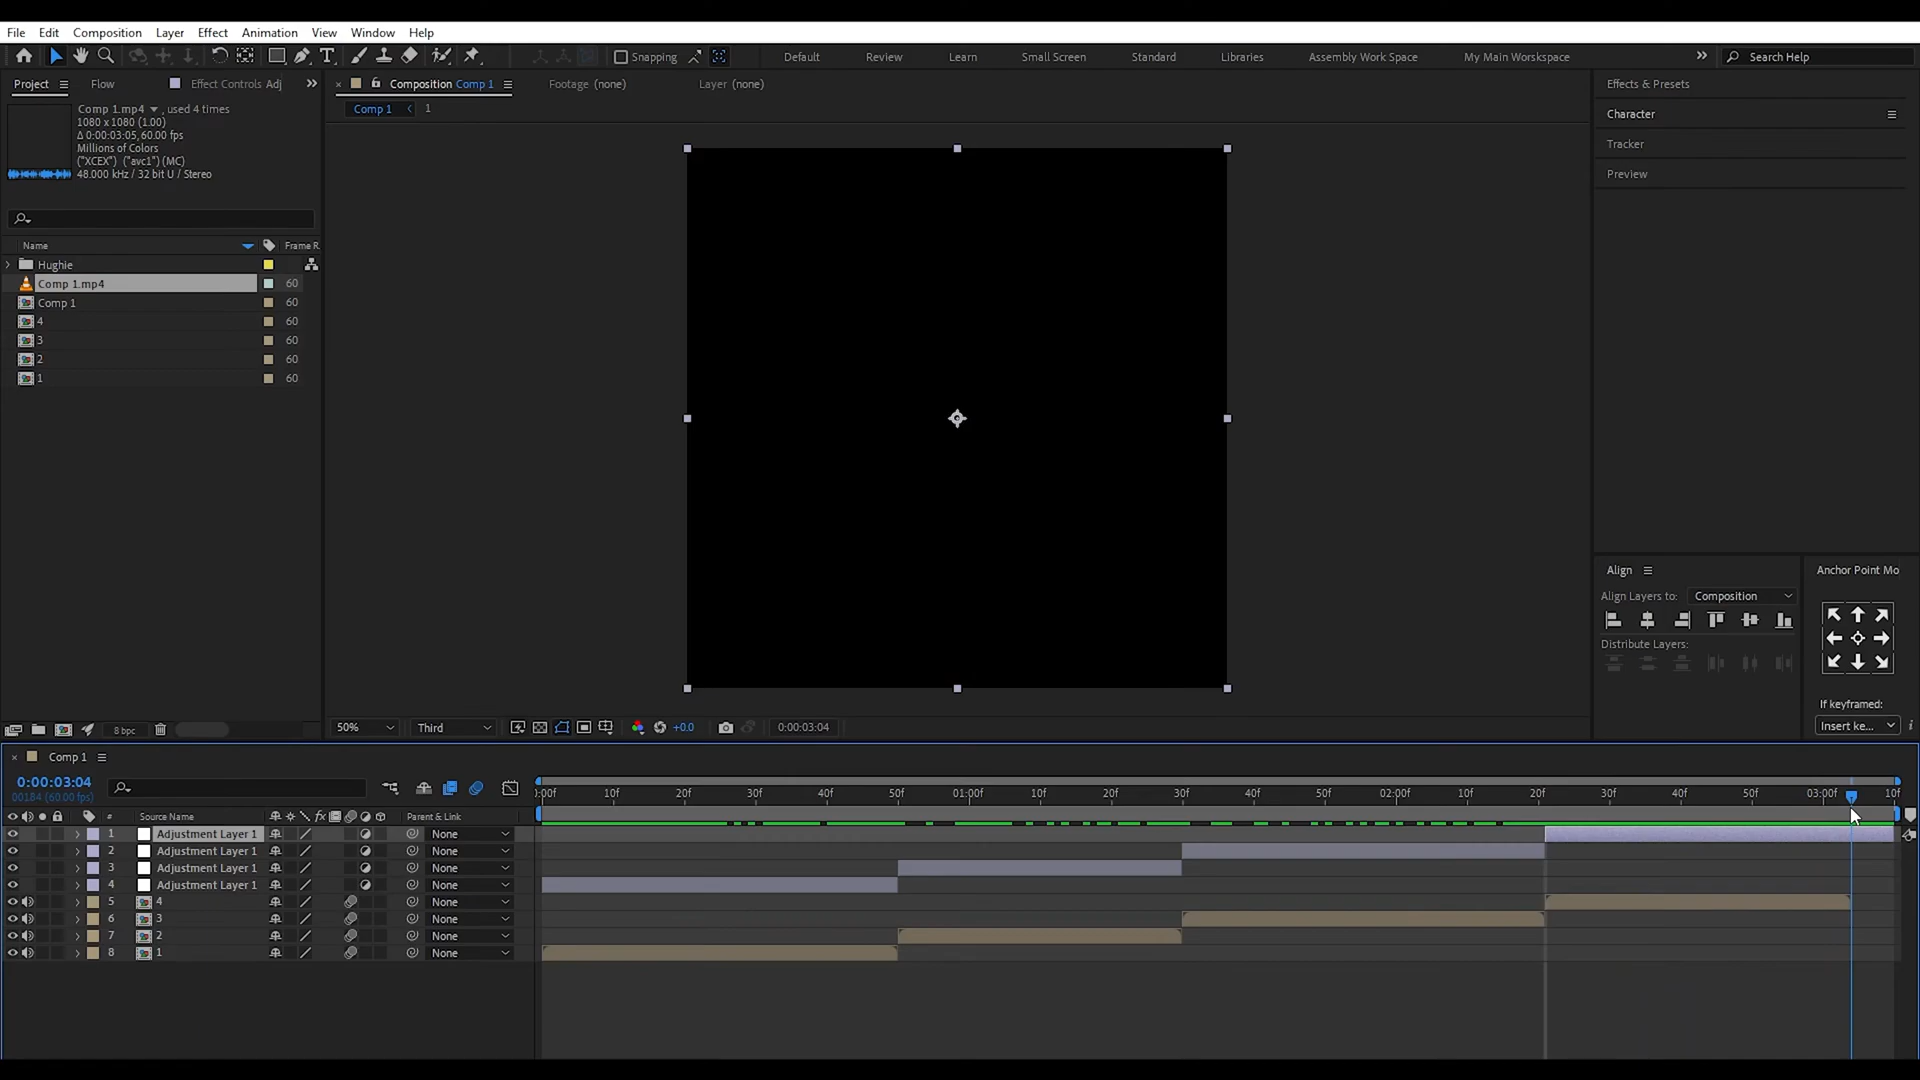 File Edit Composition Layer Effect Animation View Window Help
Snapping Default Review Learn Small Screen Standard Libraries Assembly Work Space My Main Worskpace Search Help
Project Flow Effect Controls Adj
Composition Comp 1 Footage (none) Layer (none)
Comp 1 1
Comp 1.mp4 , used 4 times
1080 x 1080 (1.00)
Δ 0:00:03:05, 60.00 fps
Millions of Colors
("XCEX") ("avc1") (MC)
48.000 kHz / 32 bit U / Stereo
Name Frame R
Hughie
Comp 1.mp4 60
Comp 1 60
4 60
3 60
2 60
1 60
8 bpc
50% Third +0.0 0:00:03:04
Effects & Presets
Character
Tracker
Preview
Align
Align Layers to: Composition
Distribute Layers:
Anchor Point Mo
If keyframed:
Insert ke...
Comp 1
0:00:03:04
00184 (60.00 fps)
:00f 10f 20f 30f 40f 50f 01:00f 10f 20f 30f 40f 50f 02:00f 10f 20f 30f 40f 50f 03:00f 10f
# Source Name fx Parent & Link
1 Adjustment Layer 1 None
2 Adjustment Layer 1 None
3 Adjustment Layer 1 None
4 Adjustment Layer 1 None
5 4 None
6 3 None
7 2 None
8 1 None